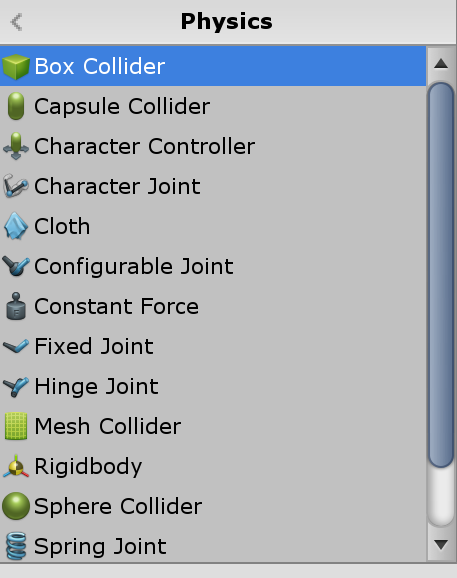 Physics
Box Collider
Capsule Collider
Character Controller
Character Joint
Cloth
Configurable Joint
Constant Force
Fixed Joint
Hinge Joint
Mesh Collider
Rigidbody
Sphere Collider
Spring Joint